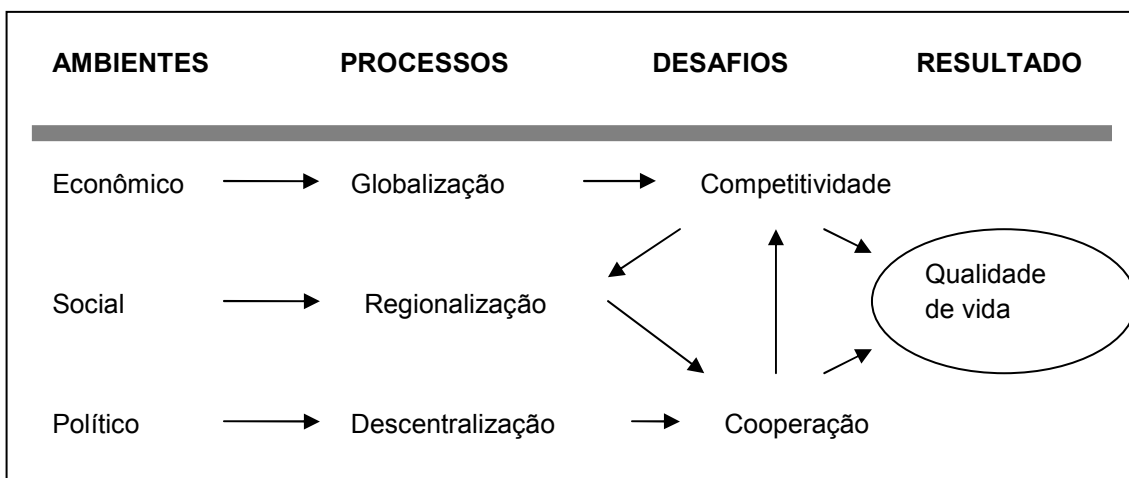 AMBIENTES PROCESSOS DESAFIOS RESULTADO
Econômico Globalização Competitividade
Social Regionalização Qualidade
de vida
Político Descentralização Cooperação